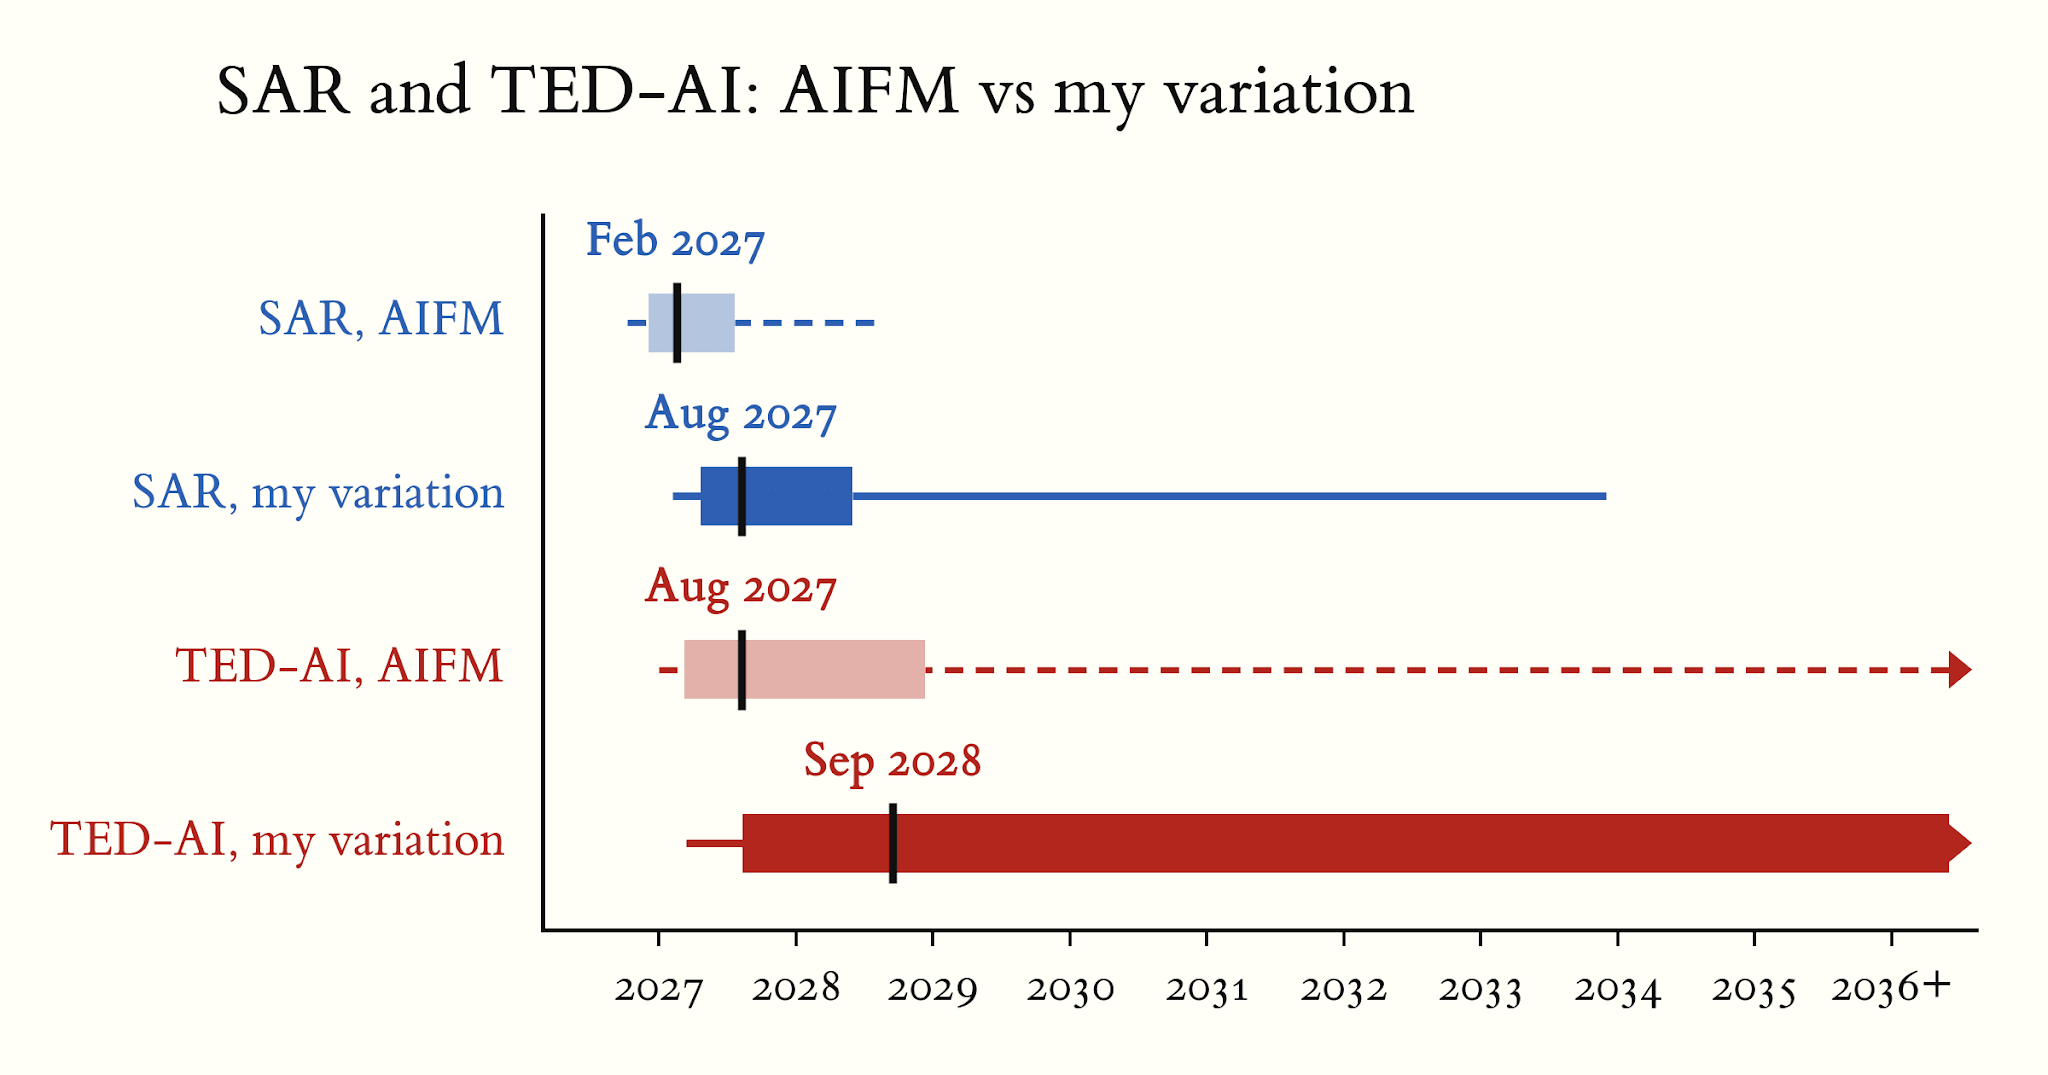 SAR and TED-AI: AIFM vs my variation
Feb 2027
SAR, AIFM
Aug 2027
SAR, my variation
Aug 2027
TED-AI, AIFM
Sep 2028
TED-AI, my variation
2027 2028 2029 2030 2031 2032 2033 2034 2035 2036+